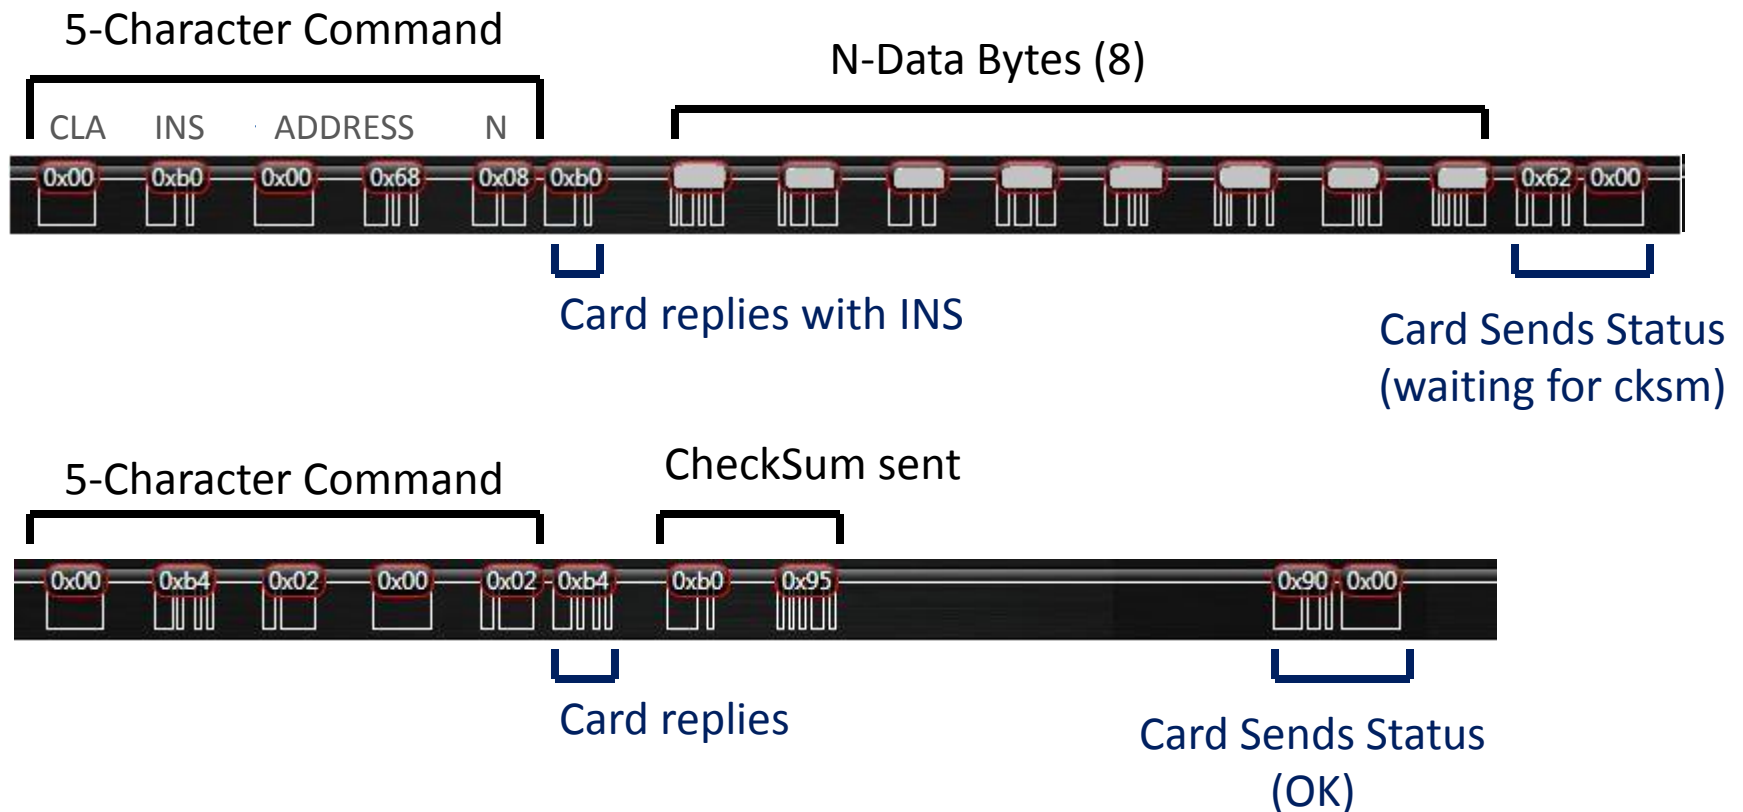 5-Character Command
N-Data Bytes (8)
CLA INS ADDRESS N
0x00 0xb0 0x00 0x68 0x08 0xb0 0x62 0x00
Card replies with INS
Card Sends Status
(waiting for cksm)
5-Character Command
CheckSum sent
0x00 0xb4 0x02 0x00 0x02 0xb4 0xb0 0x95 0x90 0x00
Card replies
Card Sends Status
(OK)